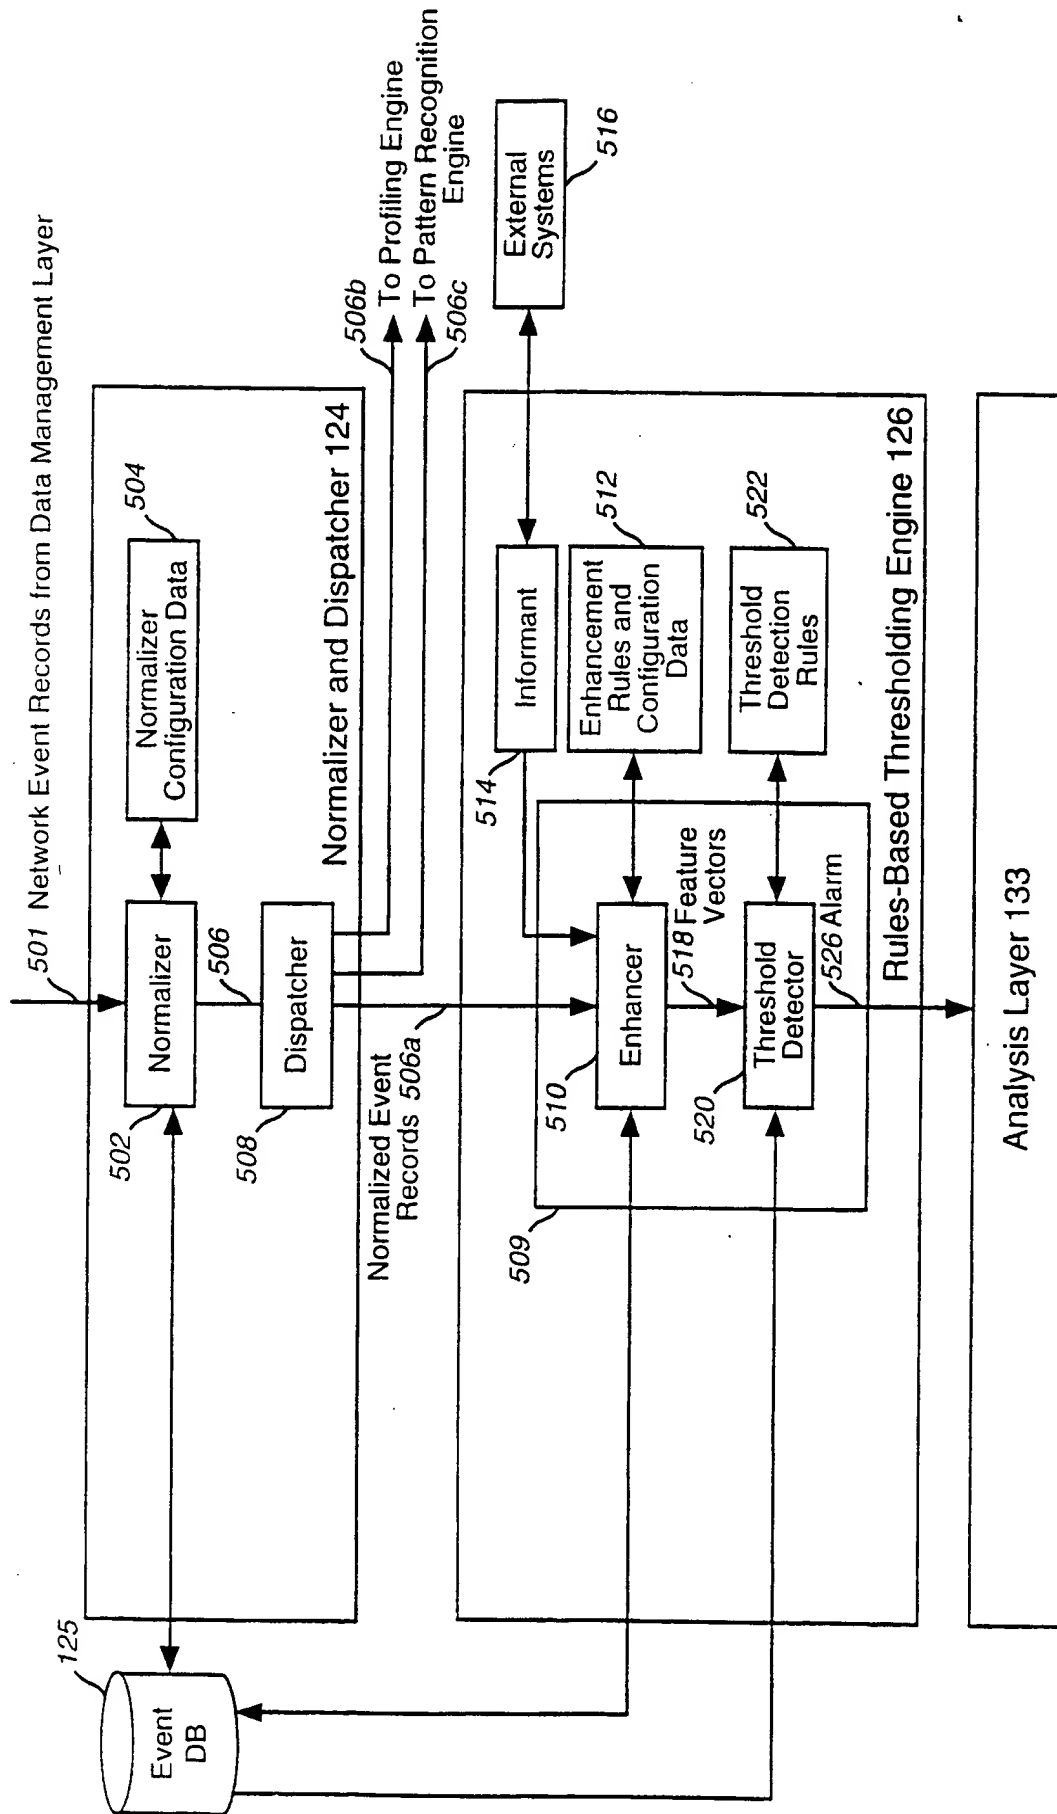 501 Network Event Records from Data Management Layer
504
Normalizer
Configuration Data
Normalizer
502
506
Dispatcher
508
Normalizer and Dispatcher 124
125
Event
DB
506b
To Profiling Engine
To Pattern Recognition
Engine
506c
Normalized Event
Records 506a
External
Systems
516
Informant
514
512
Enhancement
Rules and
Configuration
Data
522
Threshold
Detection
Rules
509
510
Enhancer
518 Feature
Vectors
520
Threshold
Detector
526 Alarm
Rules-Based Thresholding Engine 126
Analysis Layer 133